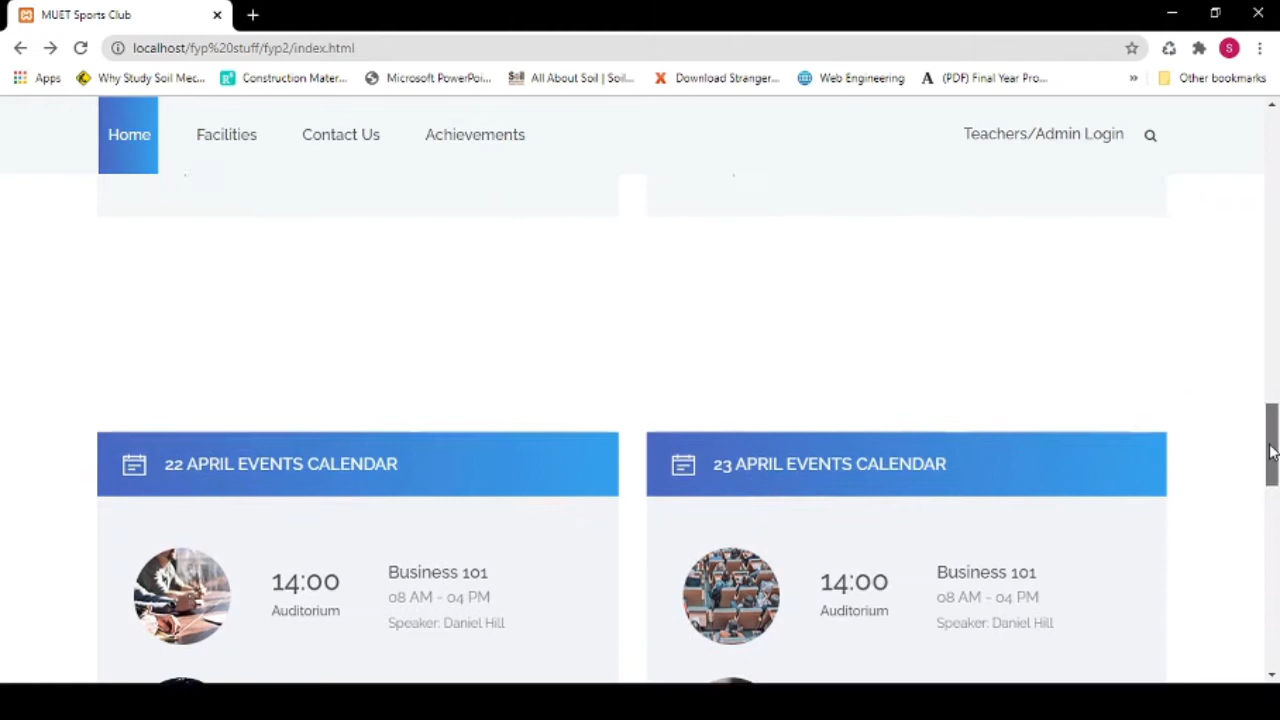 MUET Sports Club
localhost/fyp%20stuff/fyp2/index.html
S
Apps Why Study Soil Mec... Construction Mater... Microsoft PowerPoi... All About Soil | Soil... Download Stranger... Web Engineering (PDF) Final Year Pro... » Other bookmarks
Home Facilities Contact Us Achievements Teachers/Admin Login
22 APRIL EVENTS CALENDAR
14:00
Auditorium
Business 101
08 AM - 04 PM
Speaker: Daniel Hill
23 APRIL EVENTS CALENDAR
14:00
Auditorium
Business 101
08 AM - 04 PM
Speaker: Daniel Hill